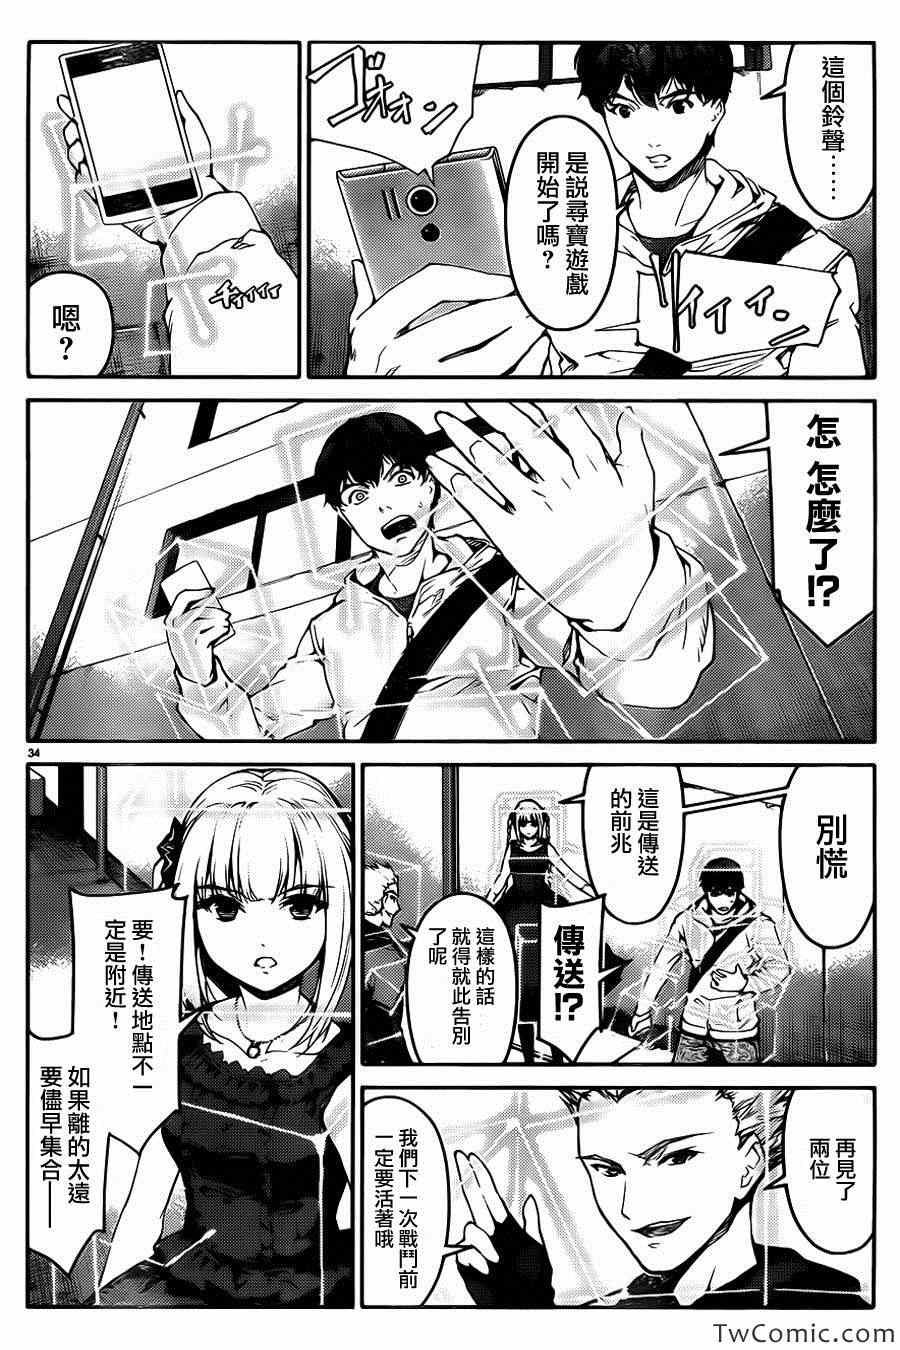 這個鈴聲……
ゴオオン
是說尋寶遊戲
開始了嗎?
ィイイイ…ン
ィイィイイ
嗯?
怎怎麼了!?
34
別慌
這是傳送
的前兆
傳送!?
這樣的話
就得就此告別
了呢
要!傳送地點不一
定是附近!
如果離的太遠
要儘早集合——
再見了
兩位
我們下一次戰鬥前
一定要活著哦
TwComic.com